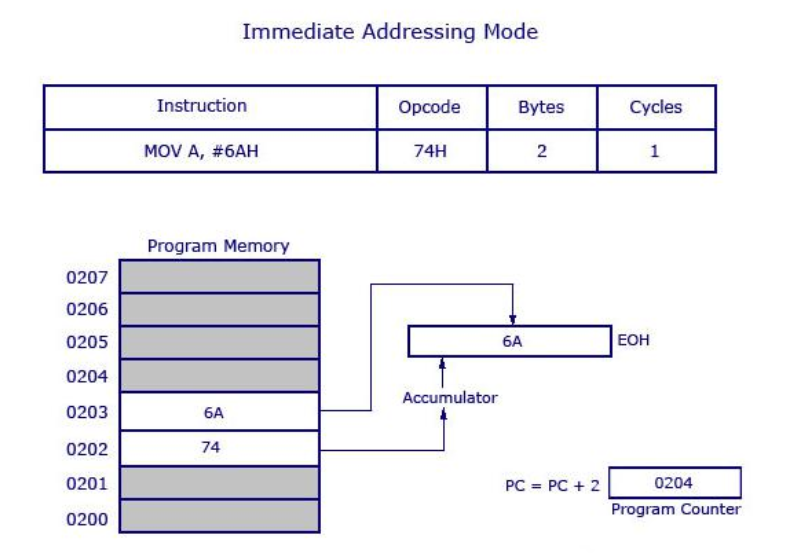 Immediate Addressing Mode
Instruction Opcode Bytes Cycles
MOV A, #6AH 74H 2 1
Program Memory
0207
0206
0205
6A EOH
0204
Accumulator
0203 6A
0202 74
0201
PC = PC + 2 0204
Program Counter
0200